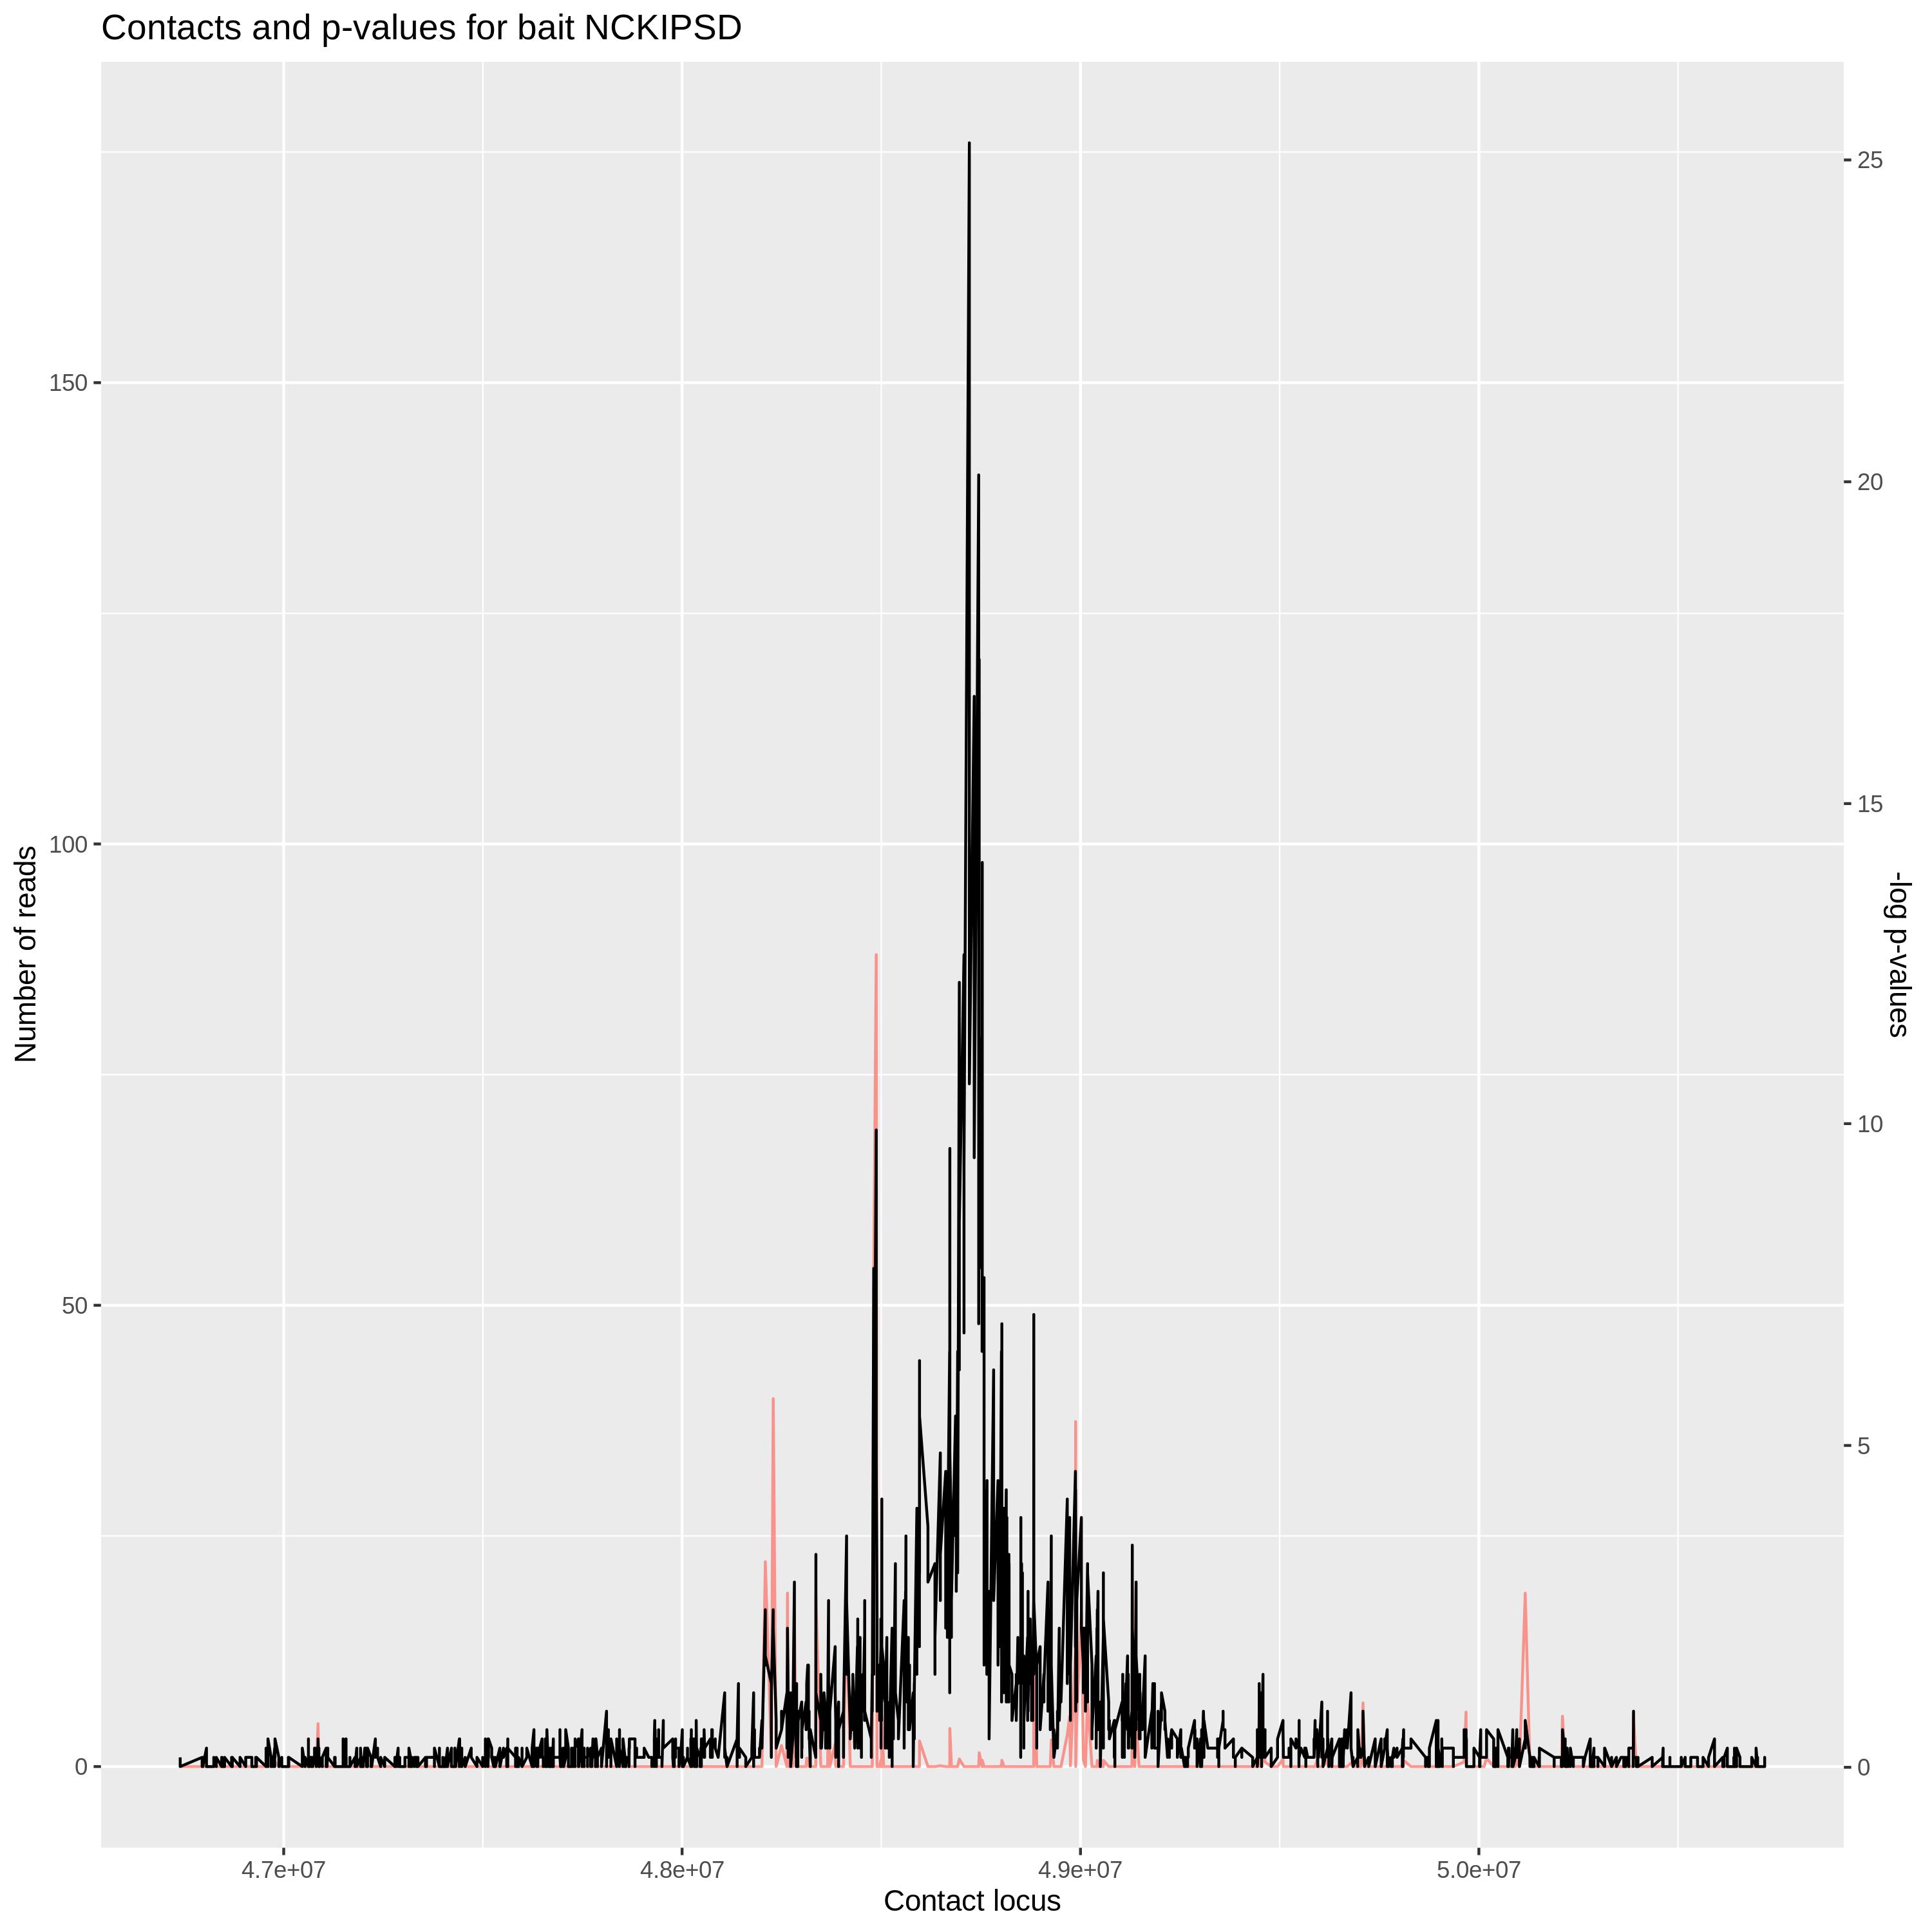 Contacts and p-values for bait NCKIPSD
Number of reads
150
100
50
0
25
20
15
10
5
0
-log p-values
4.7e+07
4.8e+07
4.9e+07
5.0e+07
Contact locus